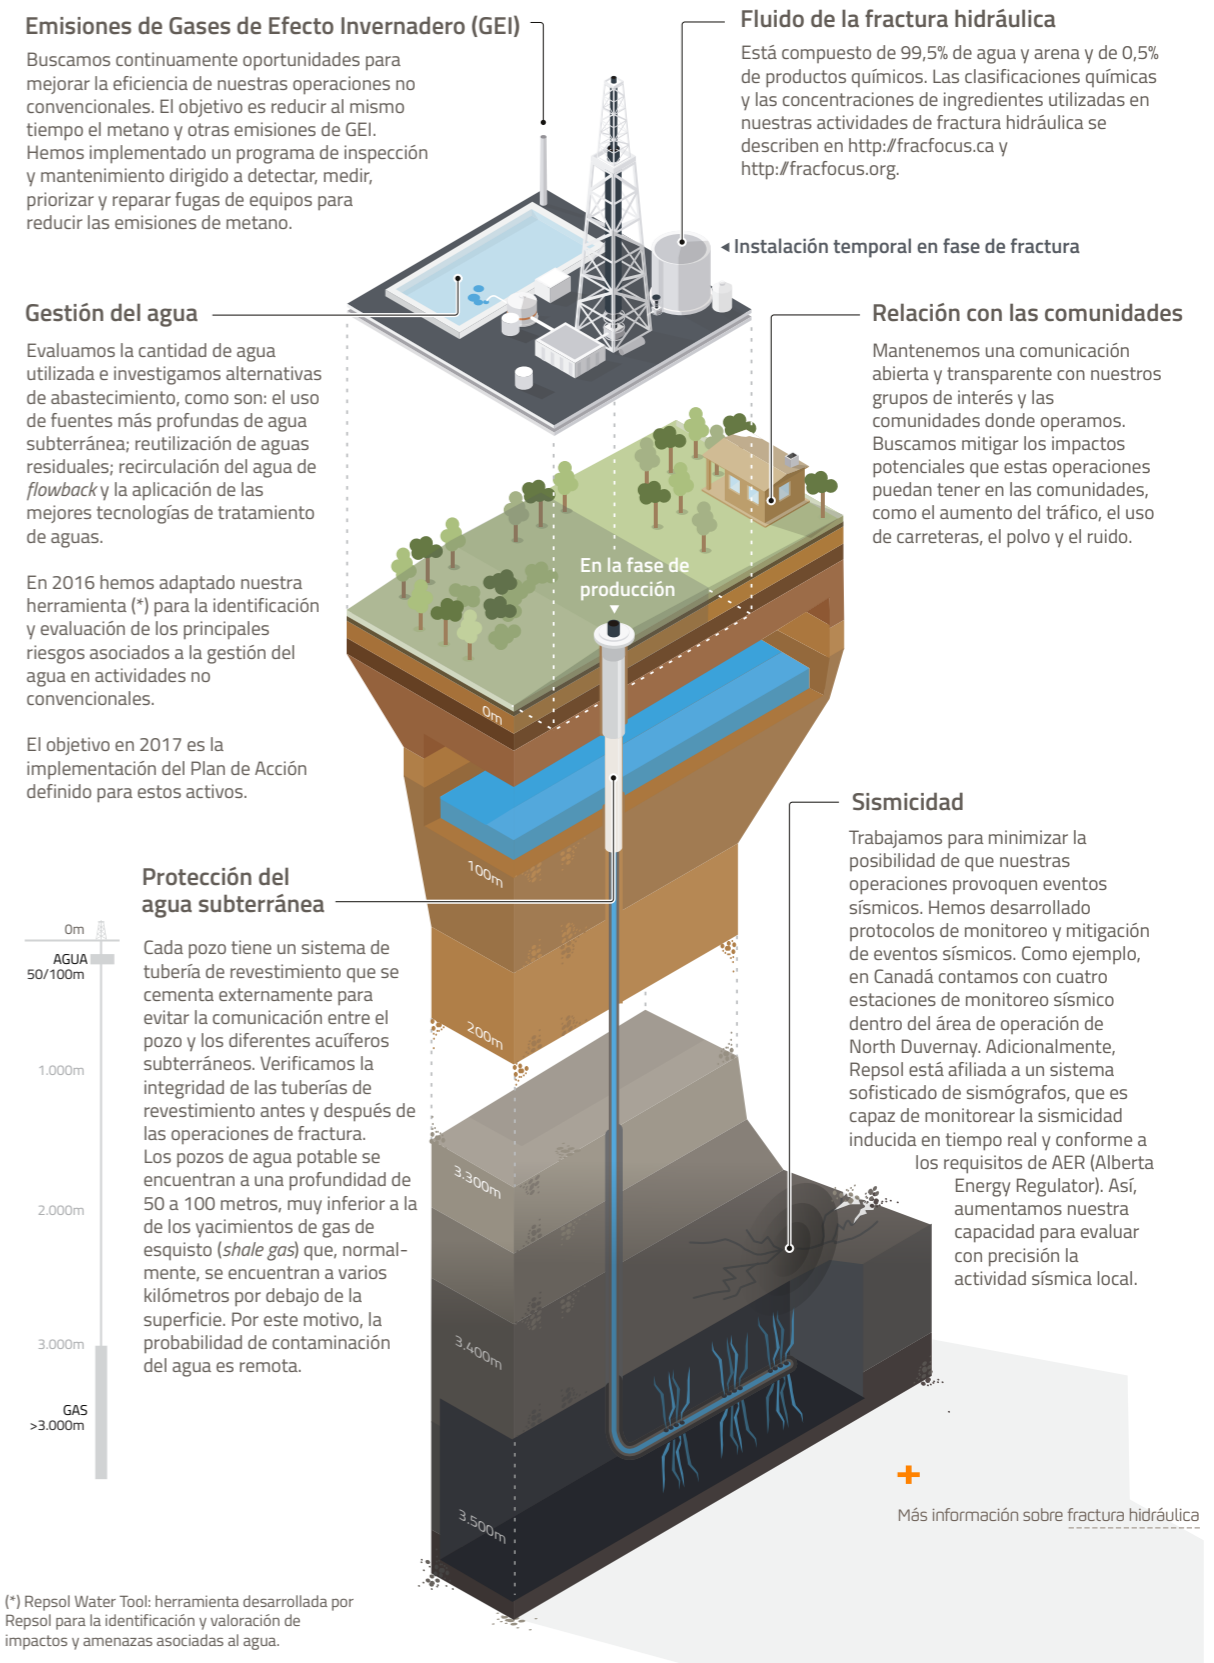 Emisiones de Gases de Efecto Invernadero (GEI)
Buscamos continuamente oportunidades para
mejorar la eficiencia de nuestras operaciones no
convencionales. El objetivo es reducir al mismo
tiempo el metano y otras emisiones de GEI.
Hemos implementado un programa de inspección
y mantenimiento dirigido a detectar, medir,
priorizar y reparar fugas de equipos para
reducir las emisiones de metano.
Fluido de la fractura hidráulica
Está compuesto de 99,5% de agua y arena y de 0,5%
de productos químicos. Las clasificaciones químicas
y las concentraciones de ingredientes utilizadas en
nuestras actividades de fractura hidráulica se
describen en http://fracfocus.ca y
http://fracfocus.org.
Instalación temporal en fase de fractura
Gestión del agua
Evaluamos la cantidad de agua
utilizada e investigamos alternativas
de abastecimiento, como son: el uso
de fuentes más profundas de agua
subterránea; reutilización de aguas
residuales; recirculación del agua de
flowback y la aplicación de las
mejores tecnologías de tratamiento
de aguas.
En 2016 hemos adaptado nuestra
herramienta (*) para la identificación
y evaluación de los principales
riesgos asociados a la gestión del
agua en actividades no
convencionales.
El objetivo en 2017 es la
implementación del Plan de Acción
definido para estos activos.
Relación con las comunidades
Mantenemos una comunicación
abierta y transparente con nuestros
grupos de interés y las
comunidades donde operamos.
Buscamos mitigar los impactos
potenciales que estas operaciones
puedan tener en las comunidades,
como el aumento del tráfico, el uso
de carreteras, el polvo y el ruido.
En la fase de
producción
0m
100m
200m
3.300m
3.400m
3.500m
Protección del
agua subterránea
Cada pozo tiene un sistema de
tubería de revestimiento que se
cementa externamente para
evitar la comunicación entre el
pozo y los diferentes acuíferos
subterráneos. Verificamos la
integridad de las tuberías de
revestimiento antes y después de
las operaciones de fractura.
Los pozos de agua potable se
encuentran a una profundidad de
50 a 100 metros, muy inferior a la
de los yacimientos de gas de
esquisto (shale gas) que, normal-
mente, se encuentran a varios
kilómetros por debajo de la
superficie. Por este motivo, la
probabilidad de contaminación
del agua es remota.
0m
AGUA
50/100m
1.000m
2.000m
3.000m
GAS
>3.000m
Sismicidad
Trabajamos para minimizar la
posibilidad de que nuestras
operaciones provoquen eventos
sísmicos. Hemos desarrollado
protocolos de monitoreo y mitigación
de eventos sísmicos. Como ejemplo,
en Canadá contamos con cuatro
estaciones de monitoreo sísmico
dentro del área de operación de
North Duvernay. Adicionalmente,
Repsol está afiliada a un sistema
sofisticado de sismógrafos, que es
capaz de monitorear la sismicidad
inducida en tiempo real y conforme a
los requisitos de AER (Alberta
Energy Regulator). Así,
aumentamos nuestra
capacidad para evaluar
con precisión la
actividad sísmica local.
Más información sobre fractura hidráulica
(*) Repsol Water Tool: herramienta desarrollada por
Repsol para la identificación y valoración de
impactos y amenazas asociadas al agua.